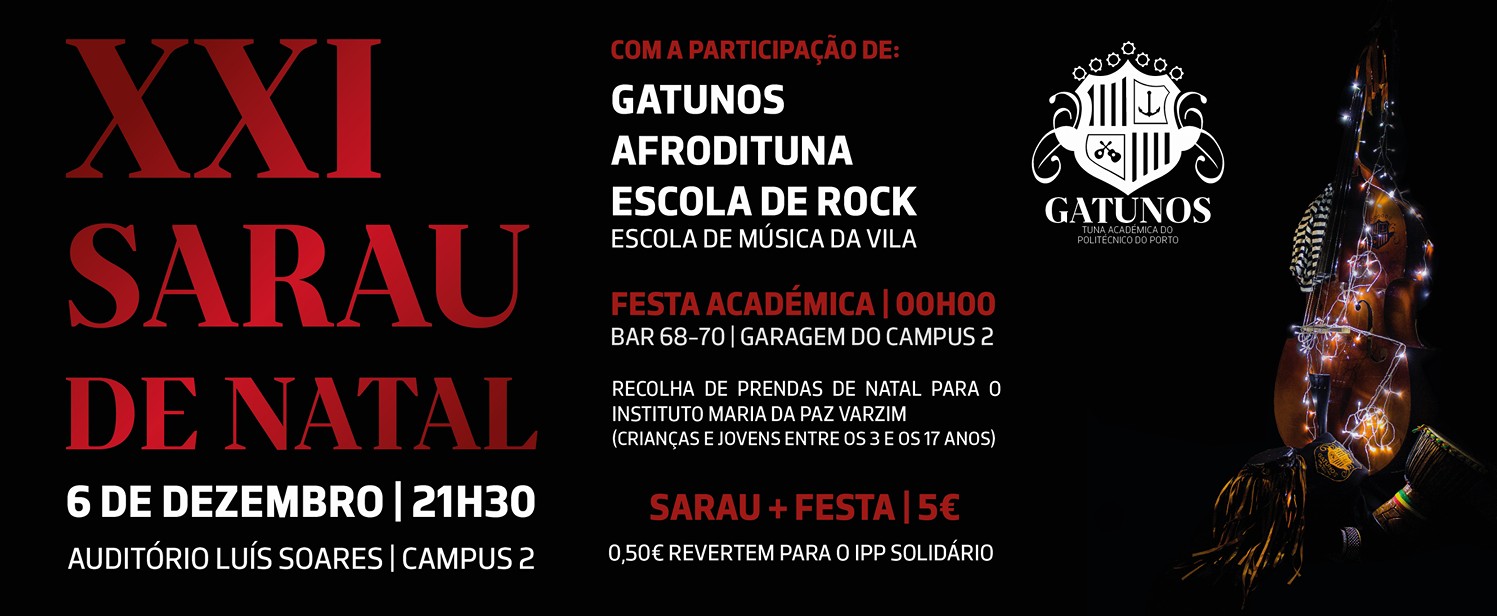 XXI
SARAU
DE NATAL
6 DE DEZEMBRO | 21H30
AUDITÓRIO LUÍS SOARES | CAMPUS 2
COM A PARTICIPAÇÃO DE:
GATUNOS
AFRODITUNA
ESCOLA DE ROCK
ESCOLA DE MÚSICA DA VILA
FESTA ACADÉMICA | 00H00
BAR 68-70 | GARAGEM DO CAMPUS 2
RECOLHA DE PRENDAS DE NATAL PARA O
INSTITUTO MARIA DA PAZ VARZIM
(CRIANÇAS E JOVENS ENTRE OS 3 E OS 17 ANOS)
SARAU + FESTA | 5€
0,50€ REVERTEM PARA O IPP SOLIDÁRIO
GATUNOS
TUNA ACADÉMICA DO
POLITÉCNICO DO PORTO